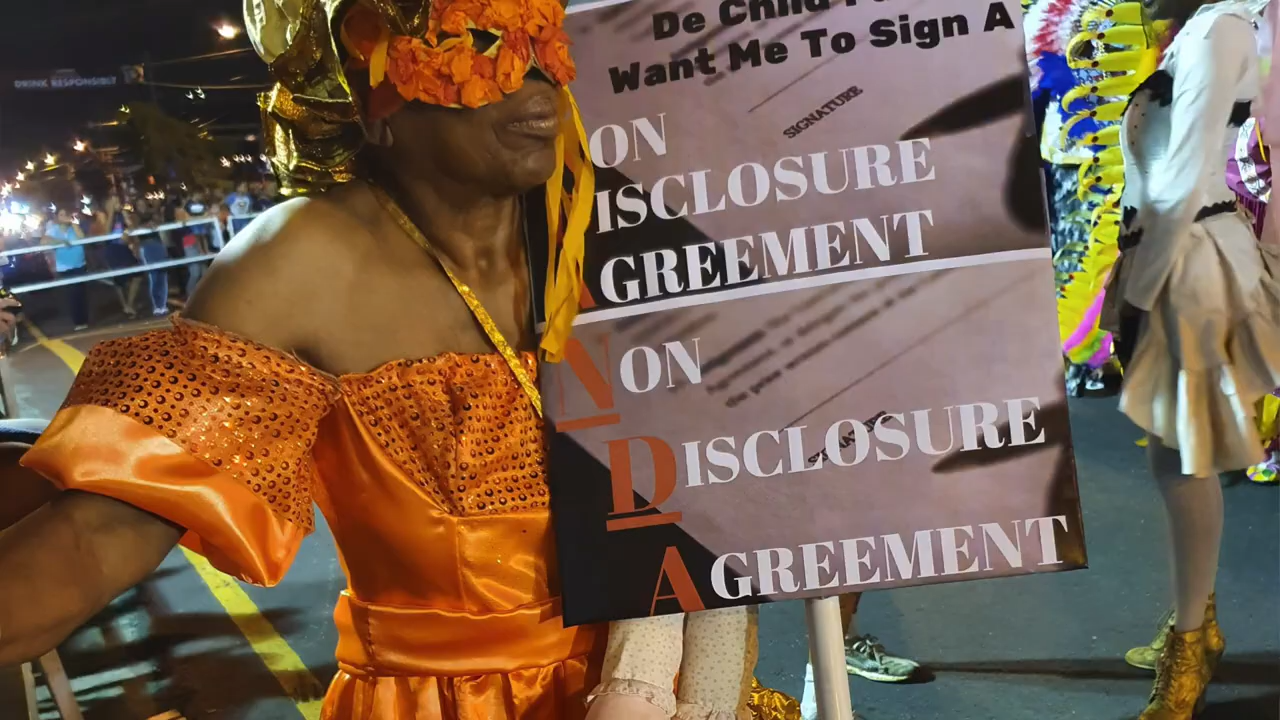 DRINK RESPONSIBLY
De Child
Want Me To Sign A
SIGNATURE
ON
ISCLOSURE
GREEMENT
NON
DISCLOSURE
AGREEMENT